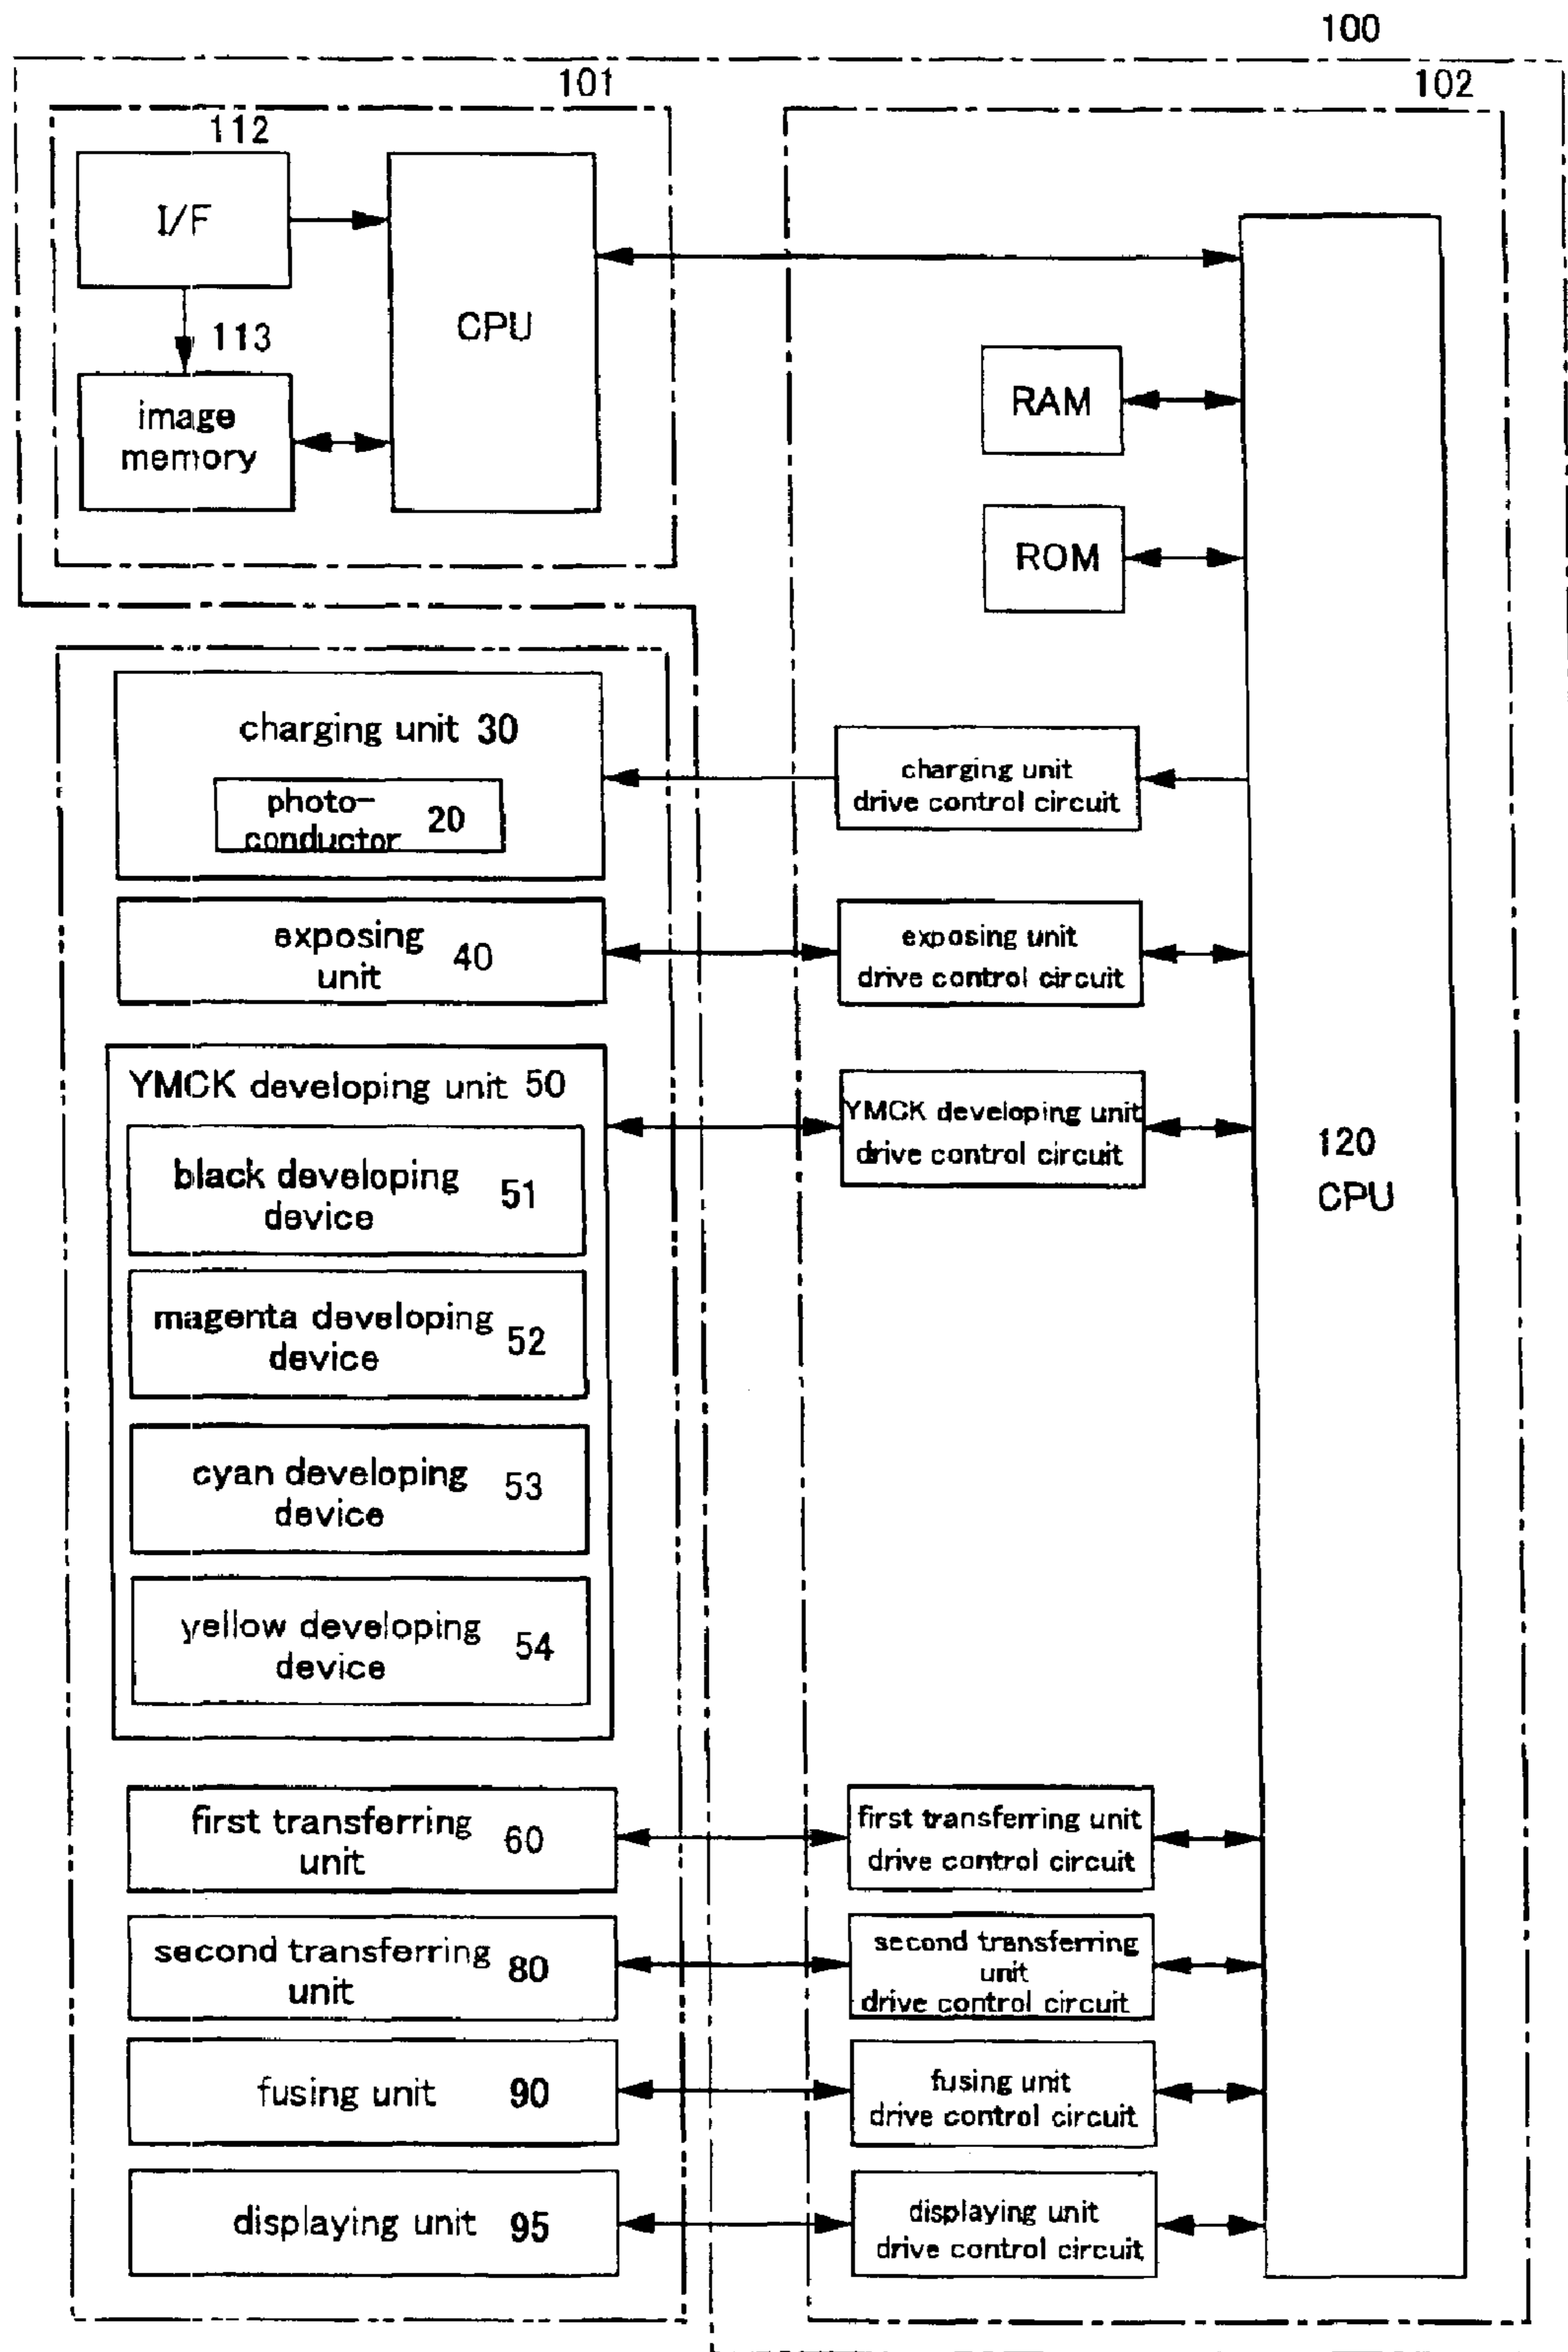 100
101
102
112
I/F
CPU
113
image
memory
RAM
ROM
charging unit 30
photo-
conductor 20
charging unit
drive control circuit
exposing
unit 40
exposing unit
drive control circuit
YMCK developing unit 50
black developing
device 51
magenta developing
device 52
cyan developing
device 53
yellow developing
device 54
YMCK developing unit
drive control circuit
120
CPU
first transferring
unit 60
first transferring unit
drive control circuit
second transferring
unit 80
second transferring
unit
drive control circuit
fusing unit 90
fusing unit
drive control circuit
displaying unit 95
displaying unit
drive control circuit